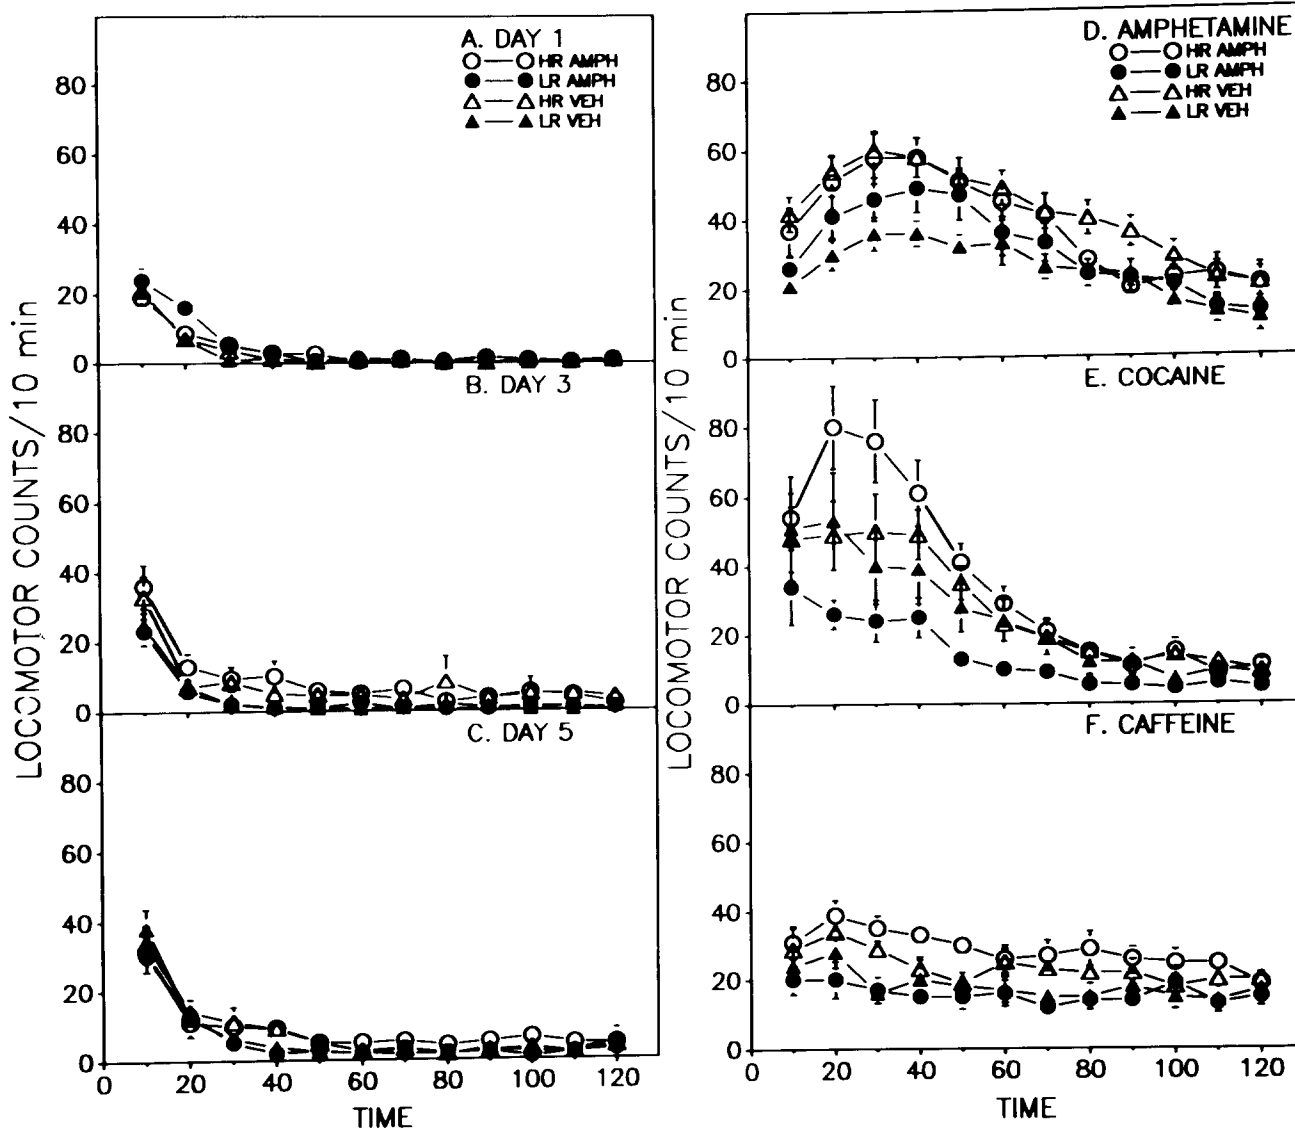 A. DAY 1
HR AMPH
LR AMPH
HR VEH
LR VEH
80
60
40
20
0
B. DAY 3
80
60
40
20
0
C. DAY 5
80
60
40
20
0
0 20 40 60 80 100 120
TIME
LOCOMOTOR COUNTS/10 min
D. AMPHETAMINE
HR AMPH
LR AMPH
HR VEH
LR VEH
80
60
40
20
0
E. COCAINE
80
60
40
20
0
F. CAFFEINE
80
60
40
20
0
0 20 40 60 80 100 120
TIME
LOCOMOTOR COUNTS/10 min